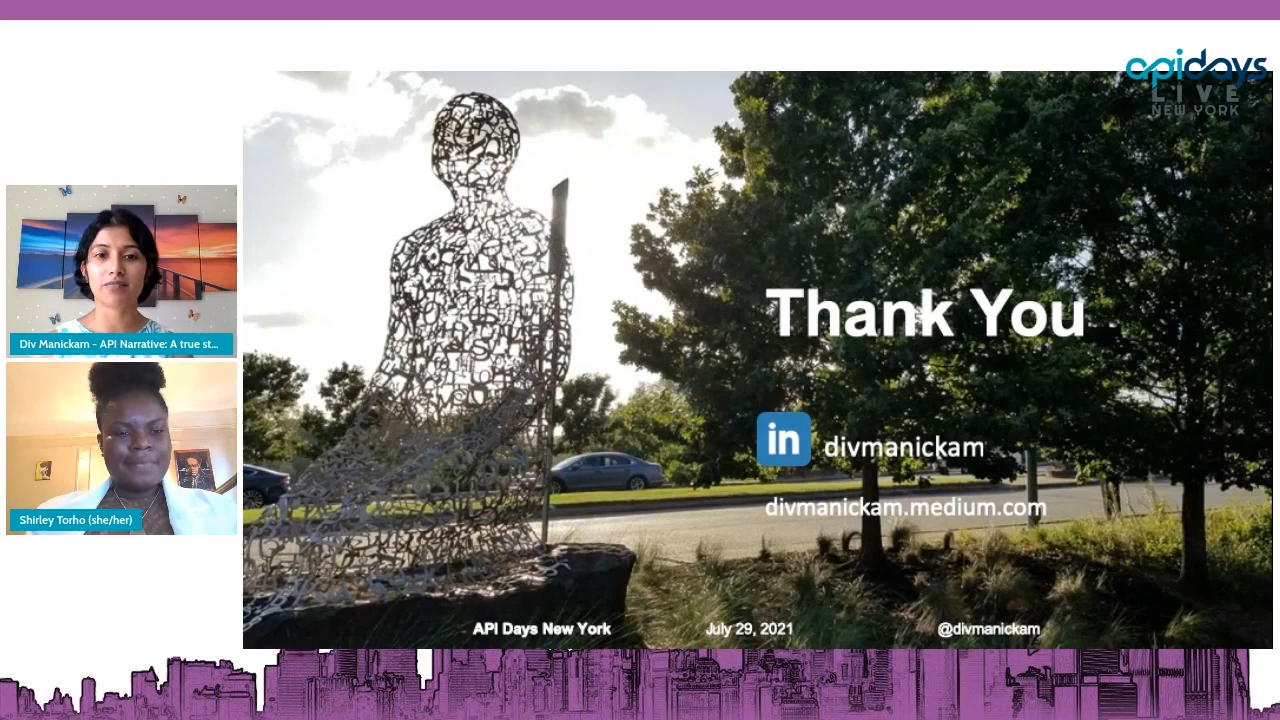 apidays
LIVE
NEW YORK
Div Manickam - API Narrative: A true st...
Shirley Torho (she/her)
Thank You
in divmanickam
divmanickam.medium.com
API Days New York July 29, 2021 @divmanickam